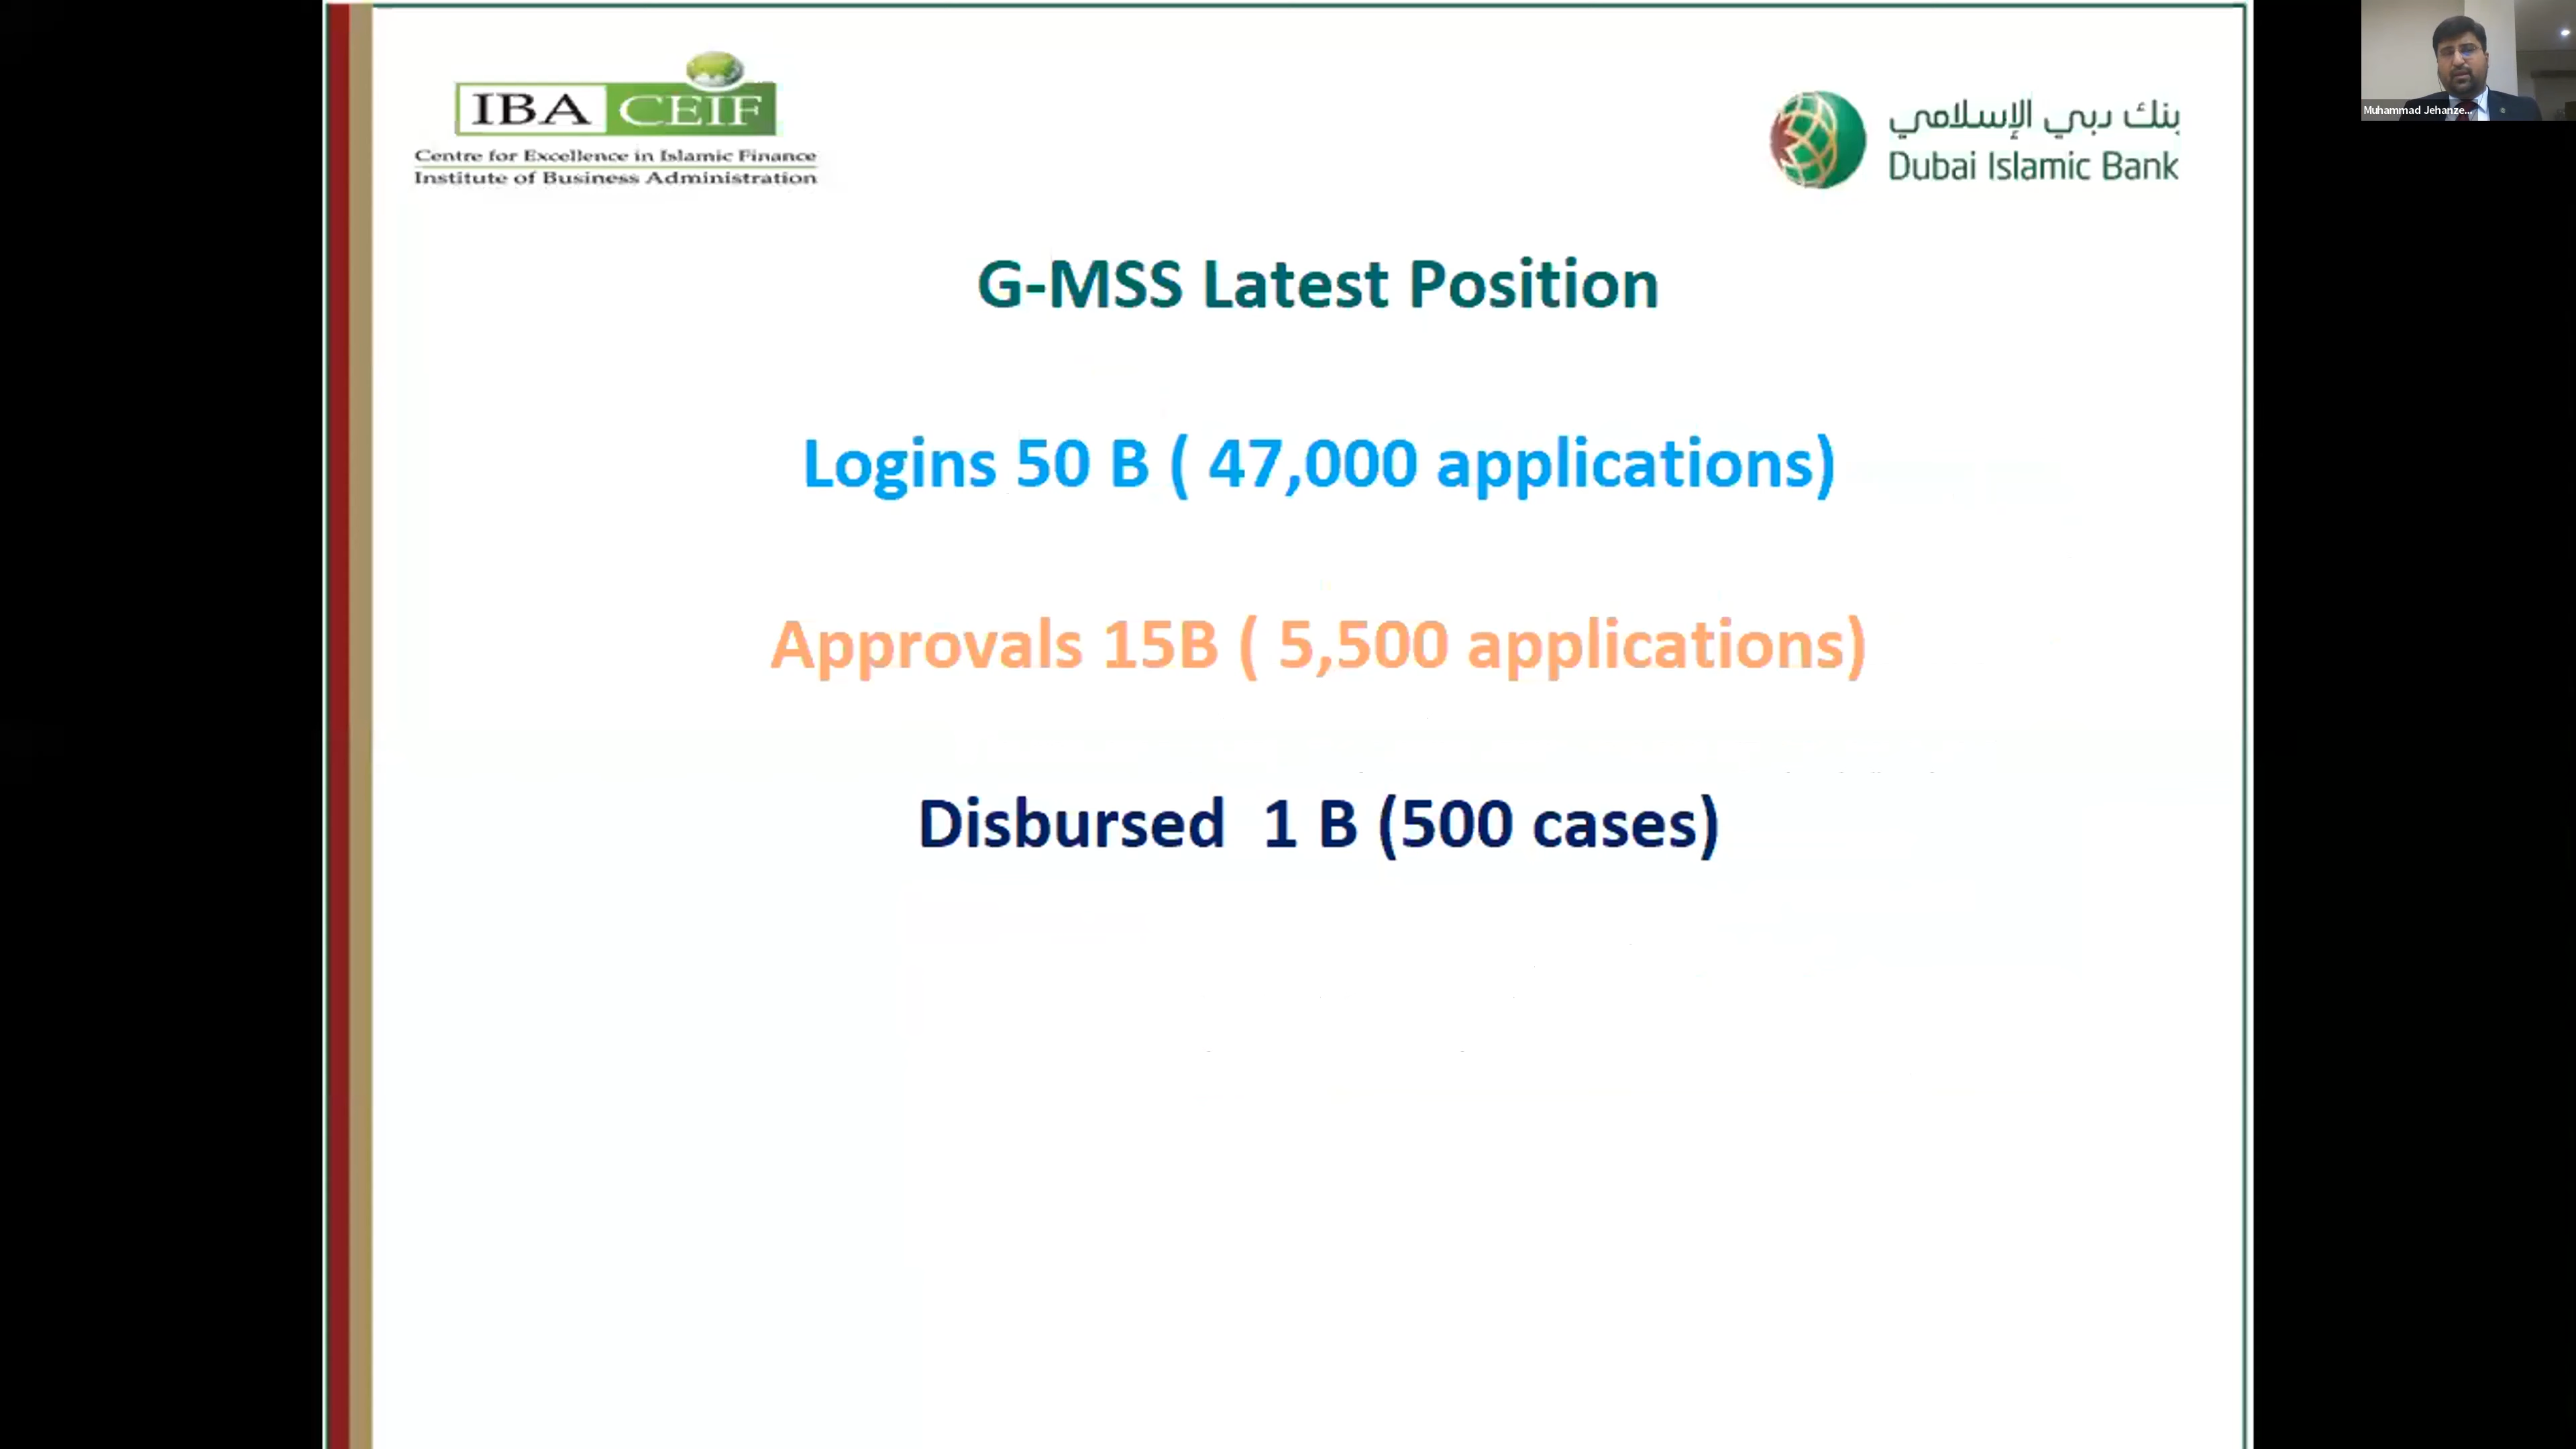 IBA CEIF
Centre for Excellence in Islamic Finance
Institute of Business Administration
بنك دبي الإسلامي
Dubai Islamic Bank
Muhammad Jehanze...
G-MSS Latest Position
Logins 50 B ( 47,000 applications)
Approvals 15B ( 5,500 applications)
Disbursed  1 B (500 cases)